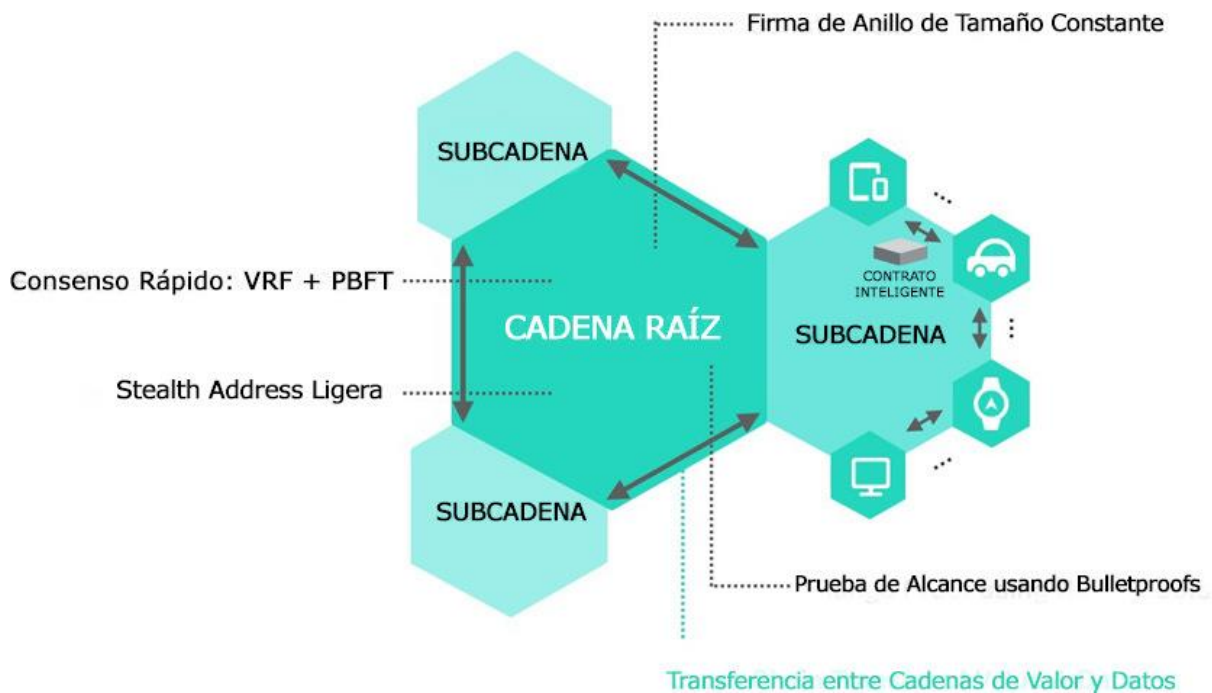 Firma de Anillo de Tamaño Constante
SUBCADENA
Consenso Rápido: VRF + PBFT
CONTRATO
INTELIGENTE
CADENA RAÍZ
SUBCADENA
Stealth Address Ligera
SUBCADENA
Prueba de Alcance usando Bulletproofs
Transferencia entre Cadenas de Valor y Datos